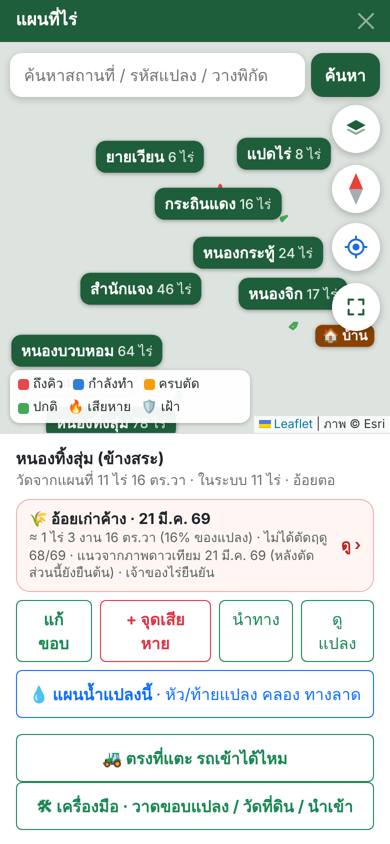 แผนที่ไร่
ค้นหาสถานที่ / รหัสแปลง / วางพิกัด
ค้นหา
ยายเวียน 6 ไร่
แปดไร่ 8 ไร่
กระถินแดง 16 ไร่
หนองกระทู้ 24 ไร่
สำนักแจง 46 ไร่
หนองจิก 17 ไร่
🏠 บ้าน
หนองบวบหอม 64 ไร่
ถึงคิว กำลังทำ ครบตัด
ปกติ 🔥 เสียหาย 🛡️ เฝ้า
หนองทิ้งสุ่ม 78 ไร่
Leaflet | ภาพ © Esri
หนองทิ้งสุ่ม (ข้างสระ)
วัดจากแผนที่ 11 ไร่ 16 ตร.วา · ในระบบ 11 ไร่ · อ้อยตอ
🌾 อ้อยเก่าค้าง · 21 มี.ค. 69
≈ 1 ไร่ 3 งาน 16 ตร.วา (16% ของแปลง) · ไม่ได้ตัดฤดู
68/69 · แนวจากภาพดาวเทียม 21 มี.ค. 69 (หลังตัด
ส่วนนี้ยังยืนต้น) · เจ้าของไร่ยืนยัน
ดู ›
แก้
ขอบ
+ จุดเสีย
หาย
นำทาง
ดู
แปลง
💧 แผนน้ำแปลงนี้ · หัว/ท้ายแปลง คลอง ทางลาด
🚜 ตรงที่แตะ รถเข้าได้ไหม
🛠 เครื่องมือ · วาดขอบแปลง / วัดที่ดิน / นำเข้า